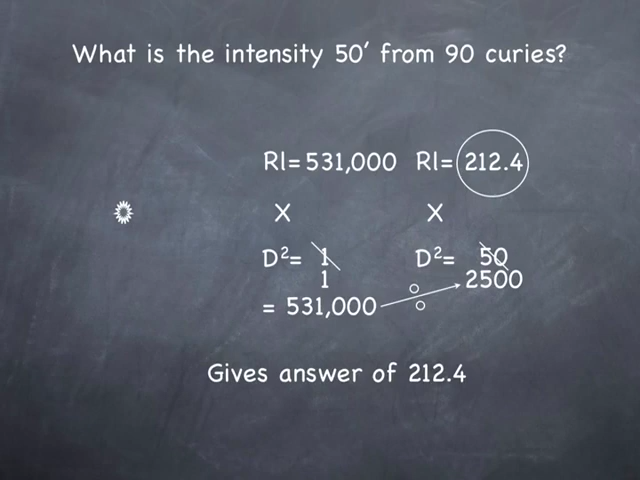 What is the intensity 50′ from 90 curies?
RI=531,000 RI=212.4
X X
D²= 1 D²= 50
1 2500
= 531,000
Gives answer of 212.4